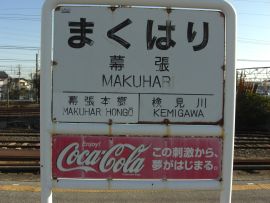 まくはり
幕張
MAKUHARI
幕張本郷 検見川
MAKUHARI HONGŌ KEMIGAWA
Enjoy!
Coca-Cola
この刺激から、
夢がはじまる。